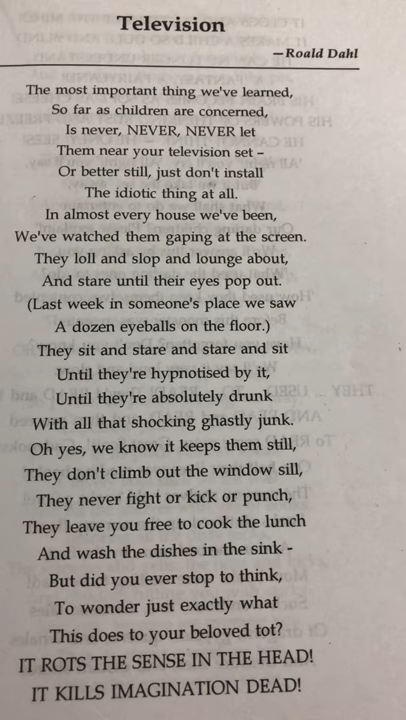 Television
—Roald Dahl
The most important thing we've learned,
So far as children are concerned,
Is never, NEVER, NEVER let
Them near your television set –
Or better still, just don't install
The idiotic thing at all.
In almost every house we've been,
We've watched them gaping at the screen.
They loll and slop and lounge about,
And stare until their eyes pop out.
(Last week in someone's place we saw
A dozen eyeballs on the floor.)
They sit and stare and stare and sit
Until they're hypnotised by it,
Until they're absolutely drunk
With all that shocking ghastly junk.
Oh yes, we know it keeps them still,
They don't climb out the window sill,
They never fight or kick or punch,
They leave you free to cook the lunch
And wash the dishes in the sink -
But did you ever stop to think,
To wonder just exactly what
This does to your beloved tot?
IT ROTS THE SENSE IN THE HEAD!
IT KILLS IMAGINATION DEAD!